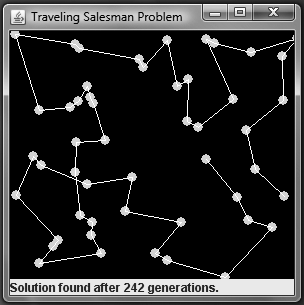 Traveling Salesman Problem
Solution found after 242 generations.